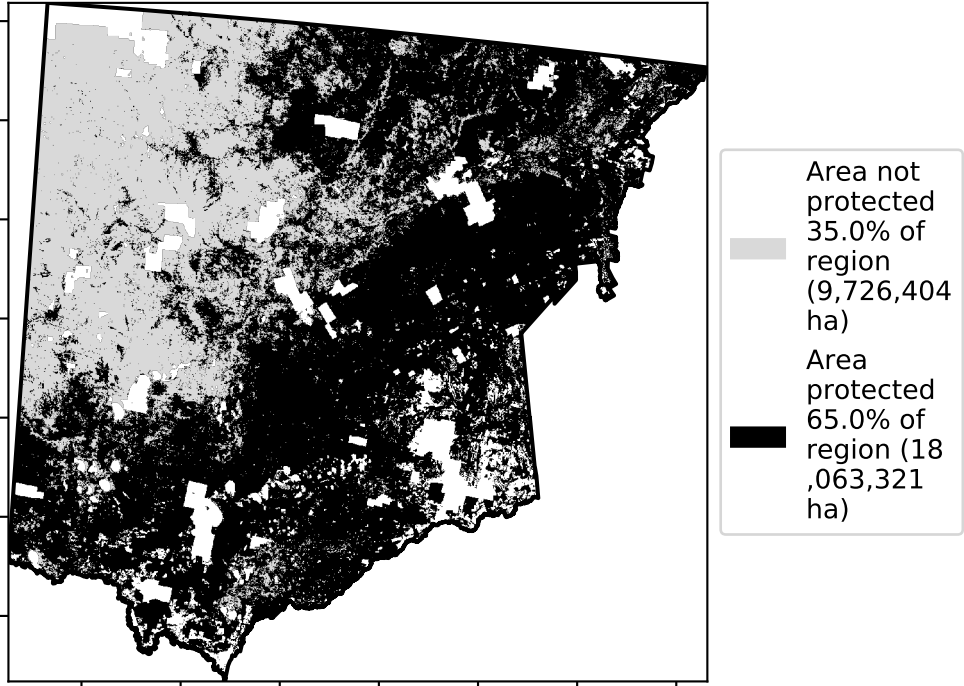 Area not
protected
35.0% of
region
(9,726,404
ha)
Area
protected
65.0% of
region (18
,063,321
ha)